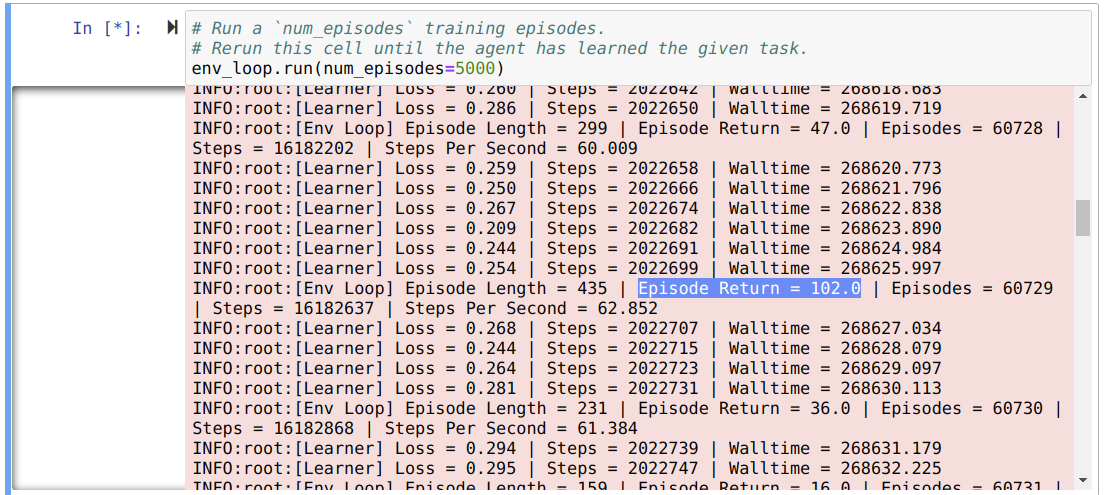 In [*]:
# Run a `num_episodes` training episodes.
# Rerun this cell until the agent has learned the given task.
env_loop.run(num_episodes=5000)
INFO:root:[Learner] Loss = 0.260 | Steps = 2022642 | Walltime = 268618.683
INFO:root:[Learner] Loss = 0.286 | Steps = 2022650 | Walltime = 268619.719
INFO:root:[Env Loop] Episode Length = 299 | Episode Return = 47.0 | Episodes = 60728 |
Steps = 16182202 | Steps Per Second = 60.009
INFO:root:[Learner] Loss = 0.259 | Steps = 2022658 | Walltime = 268620.773
INFO:root:[Learner] Loss = 0.250 | Steps = 2022666 | Walltime = 268621.796
INFO:root:[Learner] Loss = 0.267 | Steps = 2022674 | Walltime = 268622.838
INFO:root:[Learner] Loss = 0.209 | Steps = 2022682 | Walltime = 268623.890
INFO:root:[Learner] Loss = 0.244 | Steps = 2022691 | Walltime = 268624.984
INFO:root:[Learner] Loss = 0.254 | Steps = 2022699 | Walltime = 268625.997
INFO:root:[Env Loop] Episode Length = 435 | Episode Return = 102.0 | Episodes = 60729
| Steps = 16182637 | Steps Per Second = 62.852
INFO:root:[Learner] Loss = 0.268 | Steps = 2022707 | Walltime = 268627.034
INFO:root:[Learner] Loss = 0.244 | Steps = 2022715 | Walltime = 268628.079
INFO:root:[Learner] Loss = 0.264 | Steps = 2022723 | Walltime = 268629.097
INFO:root:[Learner] Loss = 0.281 | Steps = 2022731 | Walltime = 268630.113
INFO:root:[Env Loop] Episode Length = 231 | Episode Return = 36.0 | Episodes = 60730 |
Steps = 16182868 | Steps Per Second = 61.384
INFO:root:[Learner] Loss = 0.294 | Steps = 2022739 | Walltime = 268631.179
INFO:root:[Learner] Loss = 0.295 | Steps = 2022747 | Walltime = 268632.225
INFO:root:[Env Loop] Episode Length = 159 | Episode Return = 16.0 | Episodes = 60731 |